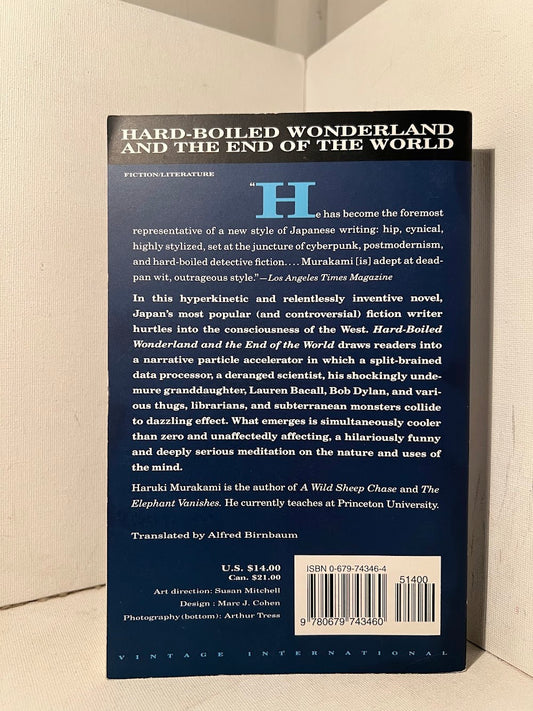 HARD-BOILED WONDERLAND
AND THE END OF THE WORLD
FICTION/LITERATURE
"He has become the foremost
representative of a new style of Japanese writing: hip, cynical,
highly stylized, set at the juncture of cyberpunk, postmodernism,
and hard-boiled detective fiction.... Murakami [is] adept at dead-
pan wit, outrageous style."—Los Angeles Times Magazine
In this hyperkinetic and relentlessly inventive novel,
Japan's most popular (and controversial) fiction writer
hurtles into the consciousness of the West. Hard-Boiled
Wonderland and the End of the World draws readers into
a narrative particle accelerator in which a split-brained
data processor, a deranged scientist, his shockingly unde-
mure granddaughter, Lauren Bacall, Bob Dylan, and vari-
ous thugs, librarians, and subterranean monsters collide
to dazzling effect. What emerges is simultaneously cooler
than zero and unaffectedly affecting, a hilariously funny
and deeply serious meditation on the nature and uses of
the mind.
Haruki Murakami is the author of A Wild Sheep Chase and The
Elephant Vanishes. He currently teaches at Princeton University.
Translated by Alfred Birnbaum
U.S. $14.00
Can. $21.00
Art direction: Susan Mitchell
Design : Marc J. Cohen
Photography (bottom): Arthur Tress
ISBN 0-679-74346-4
51400
9 780679 743460
VINTAGE INTERNATIONAL